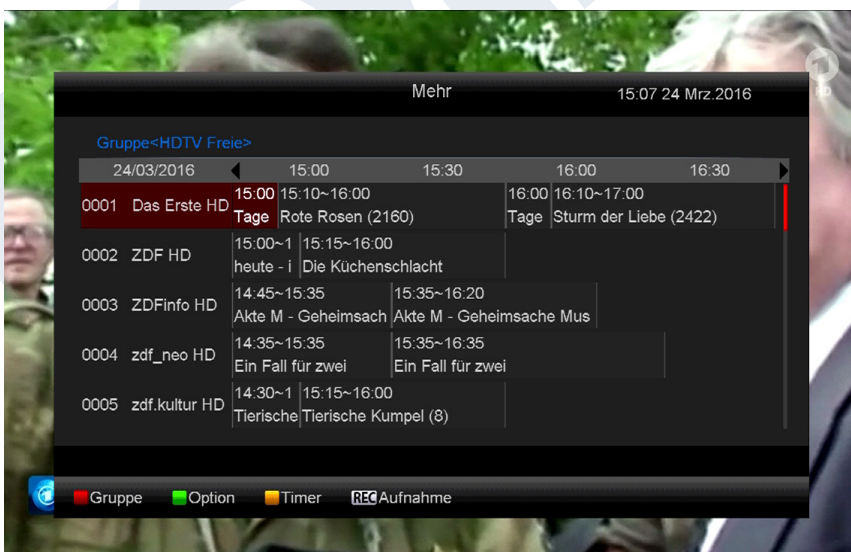 Mehr
15:07 24 Mrz.2016
HD
Gruppe<HDTV Freie>
24/03/2016 15:00 15:30 16:00 16:30
0001 Das Erste HD
15:00 15:10~16:00 16:00 16:10~17:00
Tage Rote Rosen (2160) Tage Sturm der Liebe (2422)
0002 ZDF HD
15:00~1 15:15~16:00
heute - i Die Küchenschlacht
0003 ZDFinfo HD
14:45~15:35 15:35~16:20
Akte M - Geheimsach Akte M - Geheimsache Mus
0004 zdf_neo HD
14:35~15:35 15:35~16:35
Ein Fall für zwei Ein Fall für zwei
0005 zdf.kultur HD
14:30~1 15:15~16:00
Tierische Tierische Kumpel (8)
Gruppe Option Timer REC Aufnahme